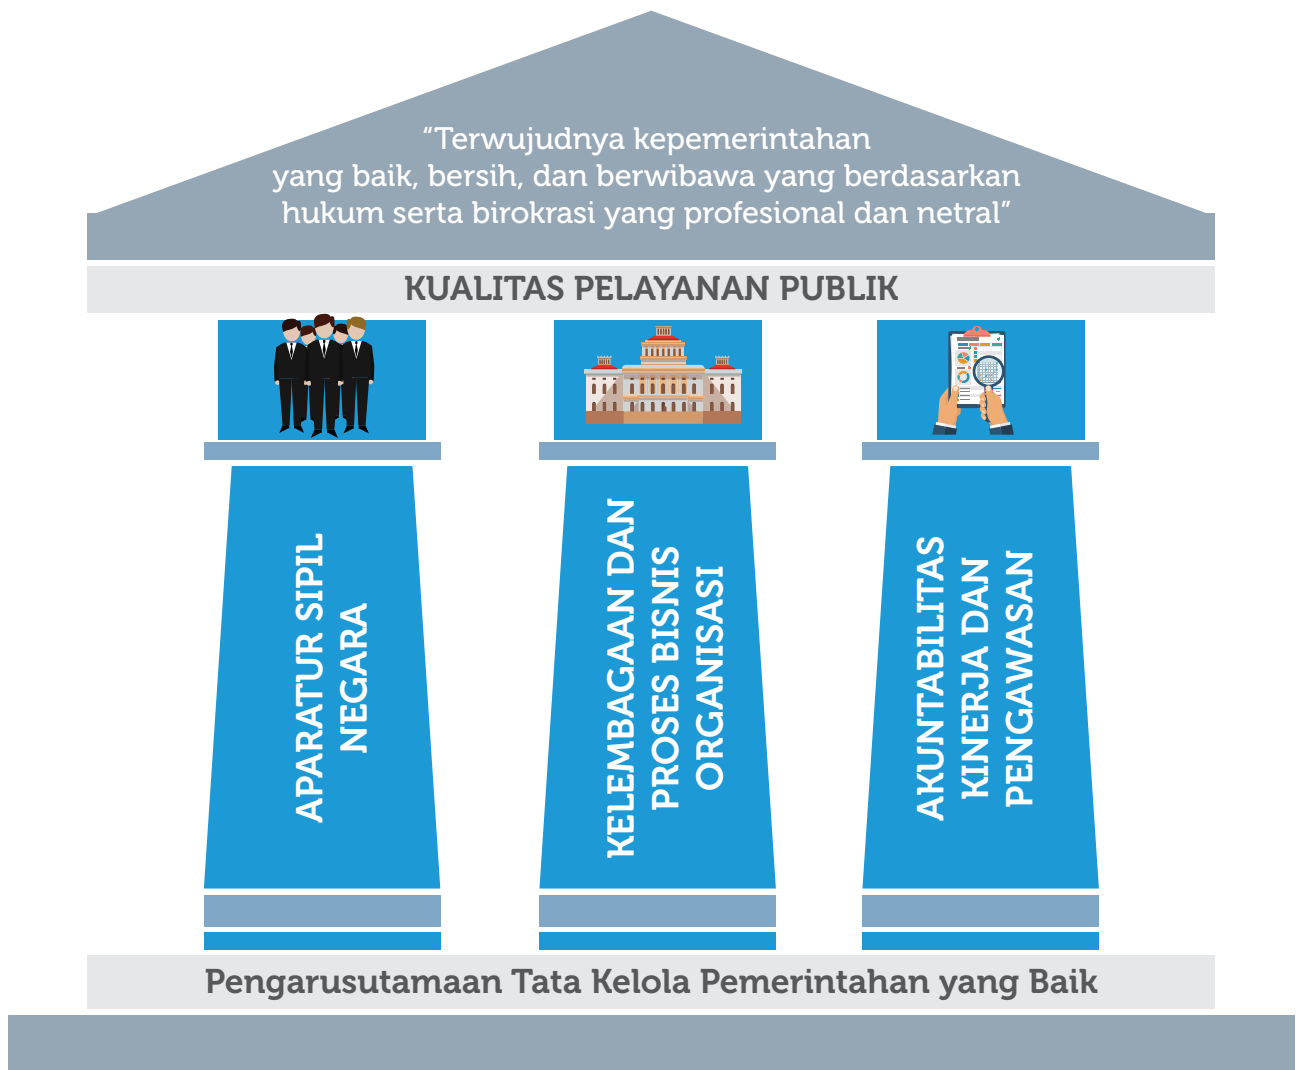 “Terwujudnya kepemerintahan
yang baik, bersih, dan berwibawa yang berdasarkan
hukum serta birokrasi yang profesional dan netral”
KUALITAS PELAYANAN PUBLIK
APARATUR SIPIL
NEGARA
KELEMBAGAAN DAN
PROSES BISNIS
ORGANISASI
AKUNTABILITAS
KINERJA DAN
PENGAWASAN
Pengarusutamaan Tata Kelola Pemerintahan yang Baik